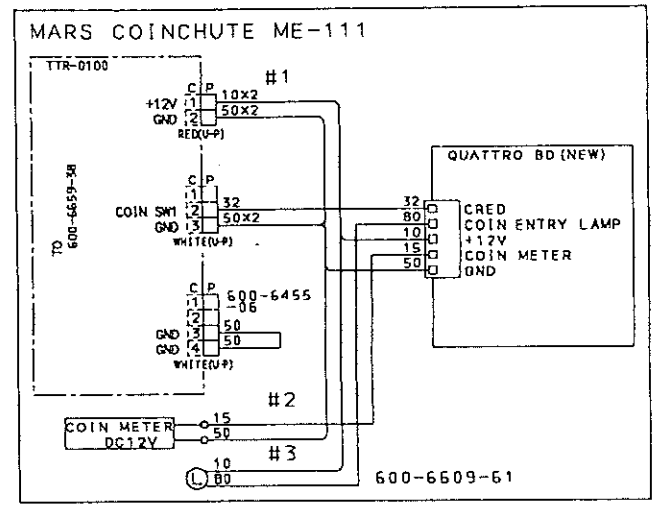 MARS COINCHUTE ME-111
TTR-0100
#1
C P
+12V 1 10X2
GND 2 50X2
RED(U-P)
TO 600-6659-38
C P
1
COIN SW1 2 32
GND 3 50X2
WHITE(U-P)
C P
1 600-6455
2 -06
GND 3 50
GND 4 50
WHITE(U-P)
QUATTRO BD (NEW)
32 CRED
80 COIN ENTRY LAMP
10 +12V
15 COIN METER
50 GND
#2
COIN METER 15
DC12V 50
#3
10
L 80
600-6609-61